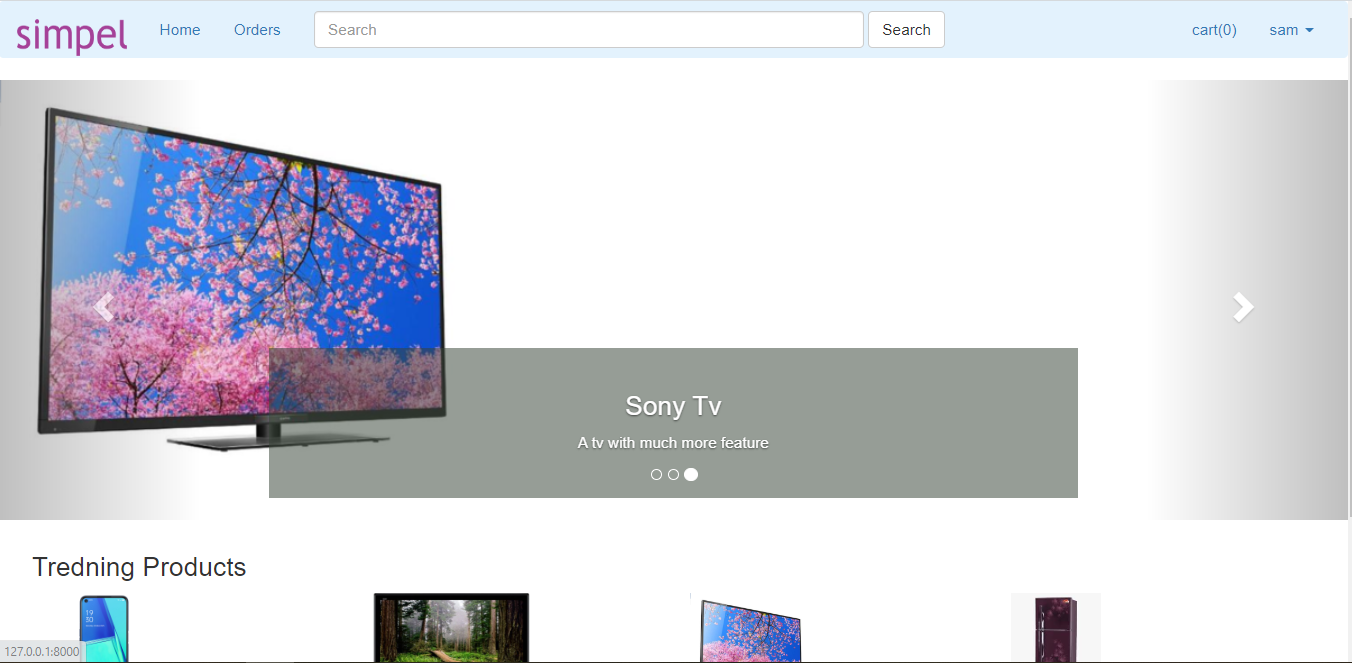 simpel Home Orders Search Search cart(0) sam
Sony Tv
A tv with much more feature
Tredning Products
19
30
127.0.0.1:8000